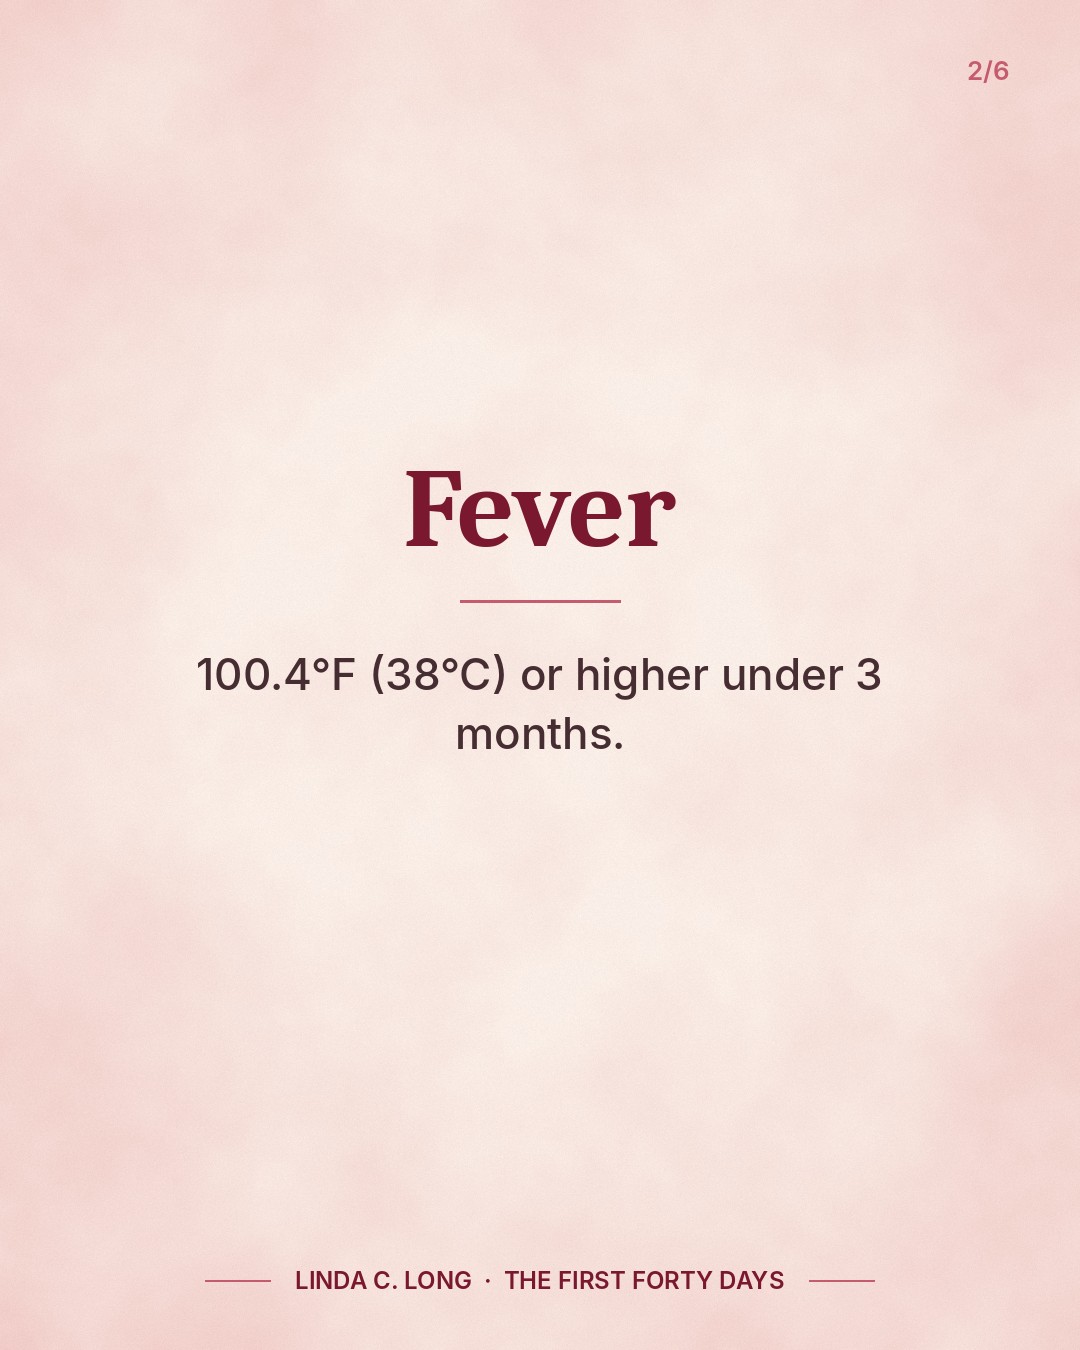 2/6
Fever
100.4°F (38°C) or higher under 3
months.
LINDA C. LONG · THE FIRST FORTY DAYS